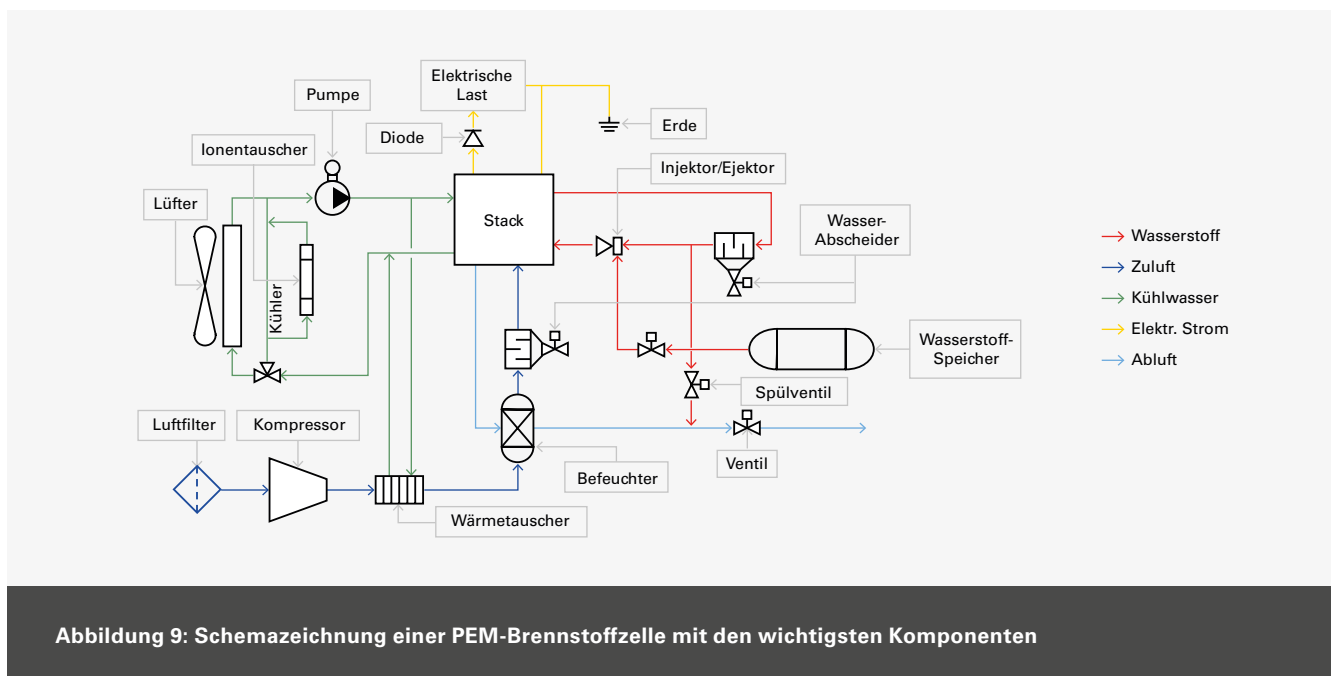 Elektrische
Last
Pumpe
Diode
Erde
Ionentauscher
Injektor/Ejektor
Lüfter
Stack
Wasser-
Abscheider
Wasserstoff
Zuluft
Kühlwasser
Elektr. Strom
Abluft
Kühler
Wasserstoff-
Speicher
Spülventil
Luftfilter
Kompressor
Ventil
Befeuchter
Wärmetauscher
Abbildung 9: Schemazeichnung einer PEM-Brennstoffzelle mit den wichtigsten Komponenten